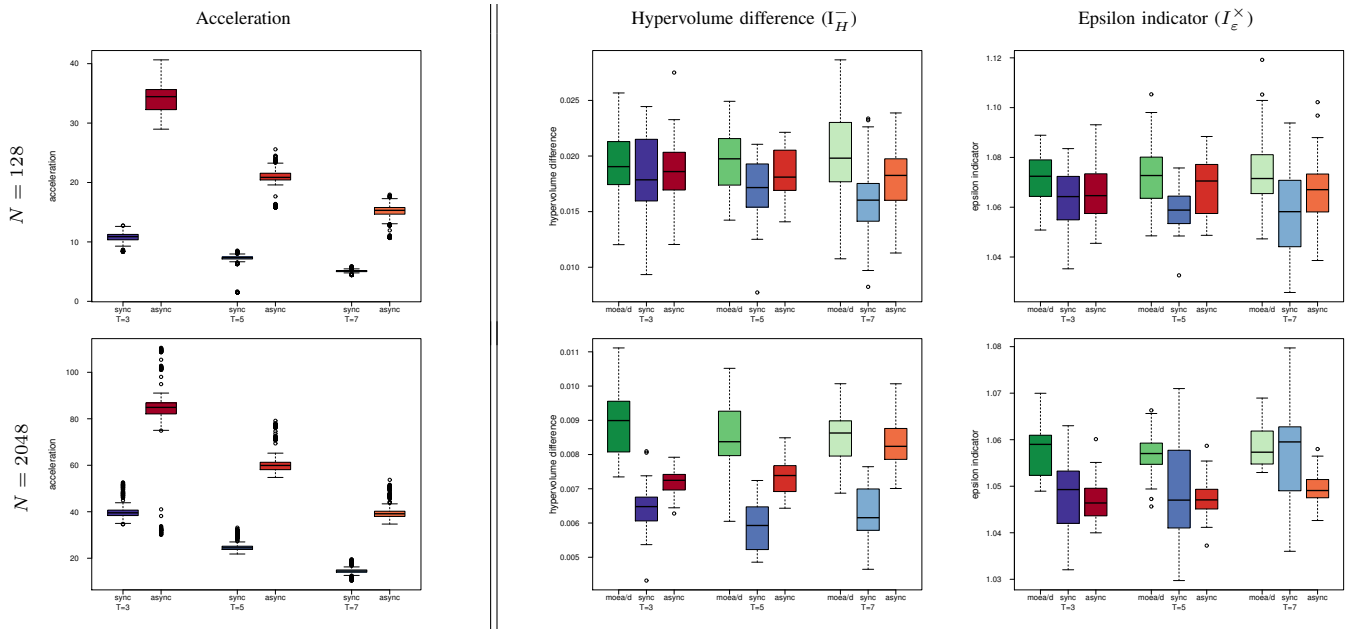 Acceleration
Hypervolume difference (I⁻_H)
Epsilon indicator (I_ε^×)
N = 128
acceleration
40
30
20
10
0
sync async sync async sync async
T=3 T=5 T=7
hypervolume difference
0.025
0.020
0.015
0.010
moea/d sync async moea/d sync async moea/d sync async
T=3 T=5 T=7
epsilon indicator
1.12
1.10
1.08
1.06
1.04
moea/d sync async moea/d sync async moea/d sync async
T=3 T=5 T=7
N = 2048
acceleration
100
80
60
40
20
sync async sync async sync async
T=3 T=5 T=7
hypervolume difference
0.011
0.010
0.009
0.008
0.007
0.006
0.005
moea/d sync async moea/d sync async moea/d sync async
T=3 T=5 T=7
epsilon indicator
1.08
1.07
1.06
1.05
1.04
1.03
moea/d sync async moea/d sync async moea/d sync async
T=3 T=5 T=7